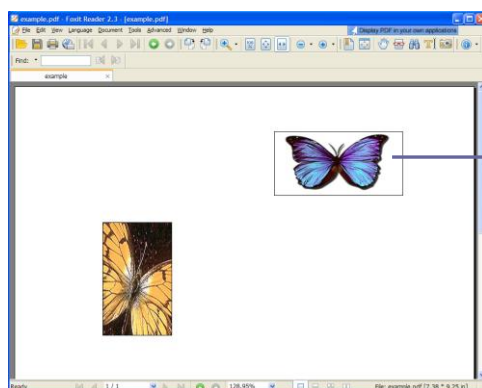 example.pdf - Foxit Reader 2.3 - [example.pdf]
File Edit View Language Document Tools Advanced Window Help
Display PDF in your own applications
Find:
example
Ready
1 / 1
128.95%
File: example.pdf [7.38 * 9.25 in]